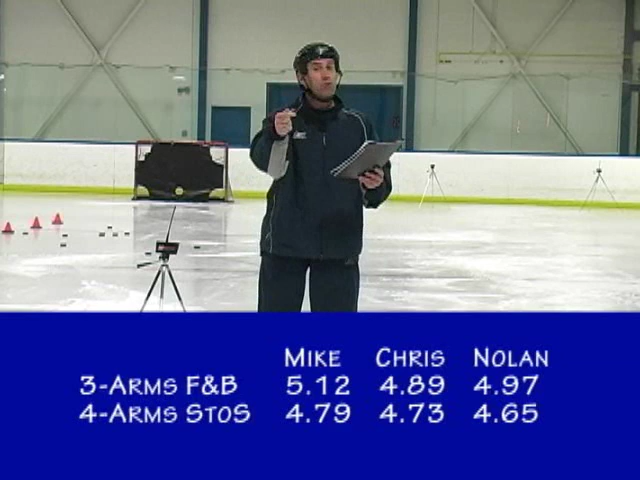 Mike Chris Nolan
3-Arms F&B 5.12 4.89 4.97
4-Arms StoS 4.79 4.73 4.65